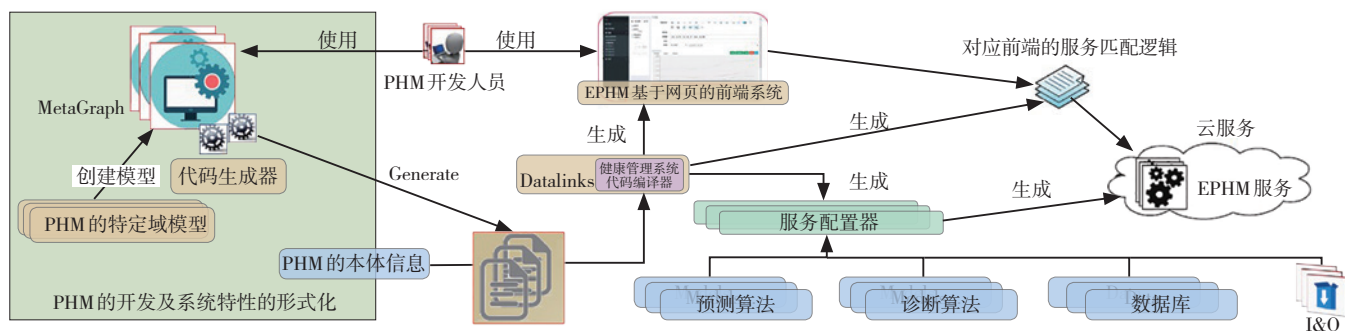 使用
使用
PHM开发人员
对应前端的服务匹配逻辑
MetaGraph
EPHM基于网页的前端系统
生成
生成
云服务
创建模型
代码生成器
Generate
Datalinks
健康管理系统
代码编译器
生成
生成
EPHM服务
PHM的特定域模型
服务配置器
PHM的本体信息
PHM的开发及系统特性的形式化
预测算法
诊断算法
数据库
I&O